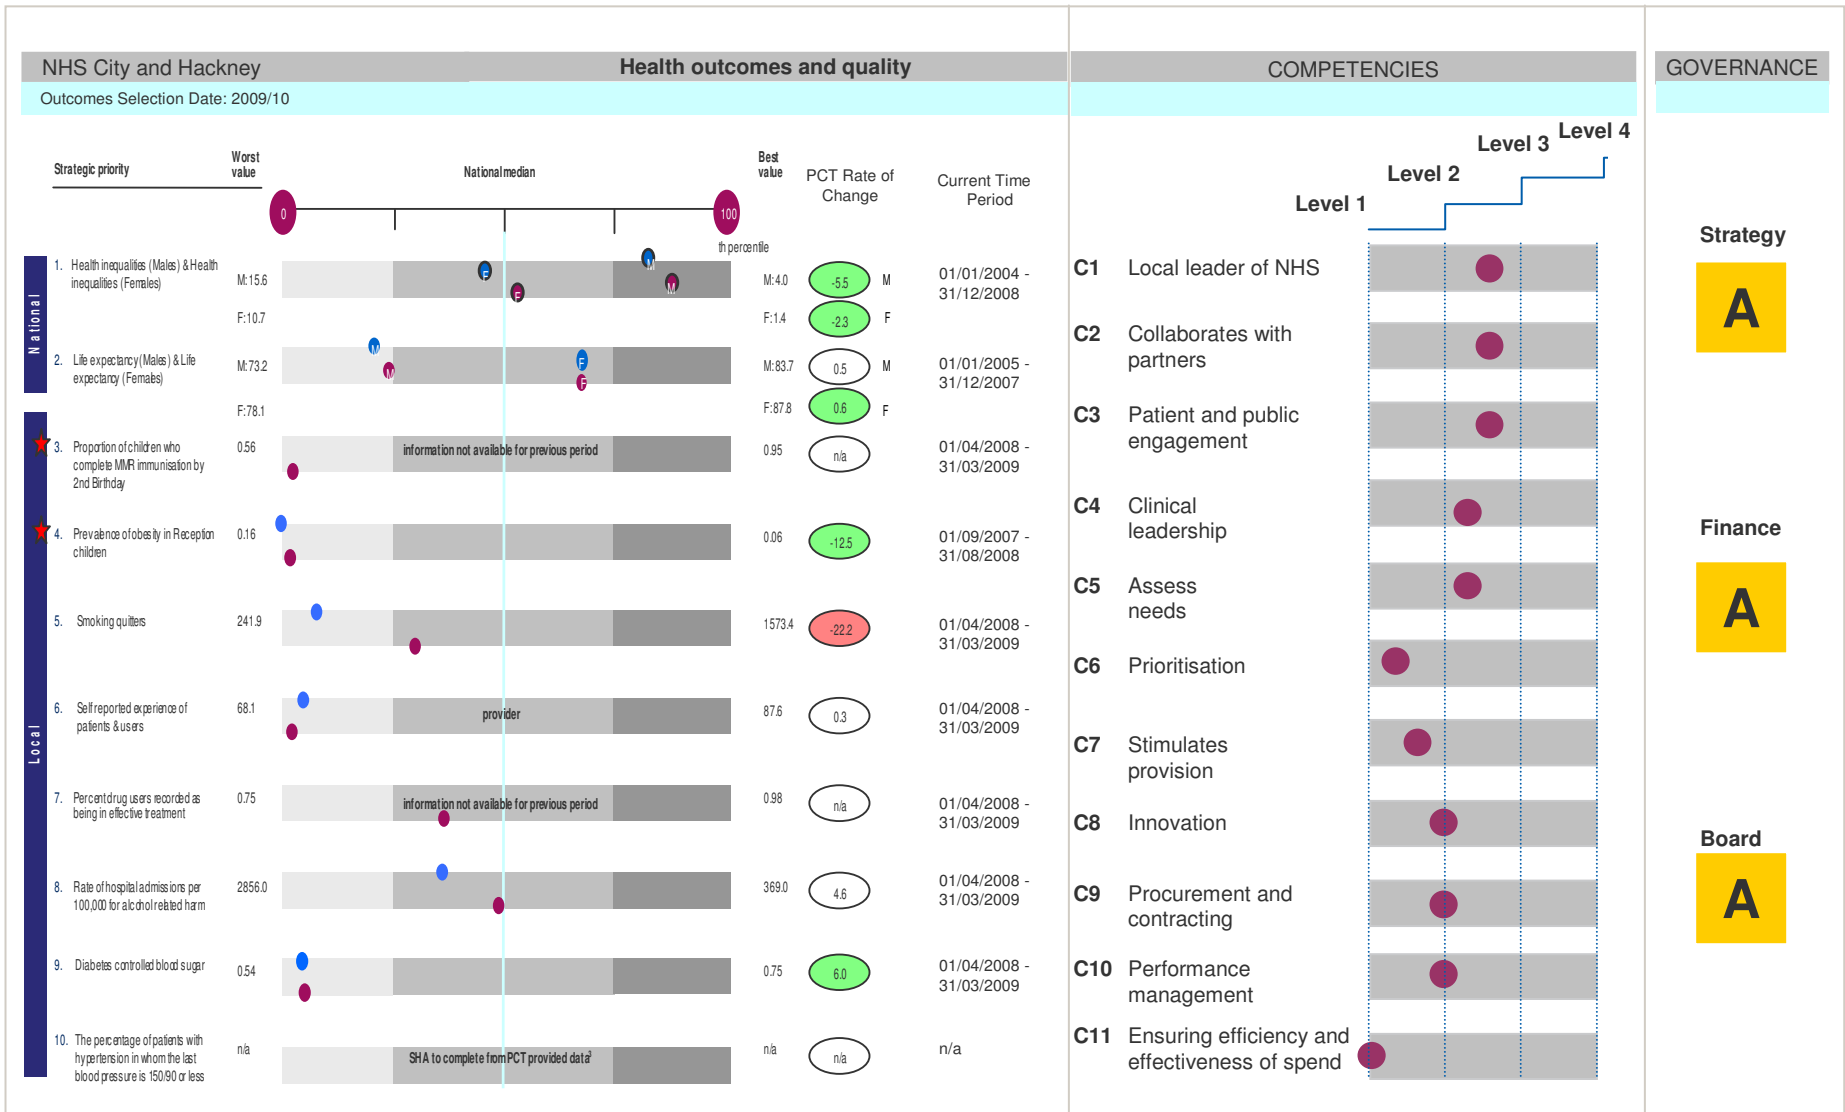 NHS City and Hackney
Health outcomes and quality
COMPETENCIES
GOVERNANCE
Outcomes Selection Date: 2009/10
Strategic priority
Worst
value
National median
Best
value
PCT Rate of
Change
Current Time
Period
0
100
th percentile
National
1. Health inequalities (Males) & Health
inequalities (Females)
M:15.6
F:10.7
F
F
M
M
M:4.0
F:1.4
-5.5 M
-2.3 F
01/01/2004 -
31/12/2008
2. Life expectancy (Males) & Life
expectancy (Females)
M:73.2
F:78.1
M
M
F
F
M:83.7
F:87.8
0.5 M
0.6 F
01/01/2005 -
31/12/2007
Local
3. Proportion of children who
complete MMR immunisation by
2nd Birthday
0.56
information not available for previous period
0.95
n/a
01/04/2008 -
31/03/2009
4. Prevalence of obesity in Reception
children
0.16
0.06
-12.5
01/09/2007 -
31/08/2008
5. Smoking quitters
241.9
1573.4
-22.2
01/04/2008 -
31/03/2009
6. Self reported experience of
patients & users
68.1
provider
87.6
0.3
01/04/2008 -
31/03/2009
7. Percent drug users recorded as
being in effective treatment
0.75
information not available for previous period
0.98
n/a
01/04/2008 -
31/03/2009
8. Rate of hospital admissions per
100,000 for alcohol related harm
2856.0
369.0
4.6
01/04/2008 -
31/03/2009
9. Diabetes controlled blood sugar
0.54
0.75
6.0
01/04/2008 -
31/03/2009
10. The percentage of patients with
hypertension in whom the last
blood pressure is 150/90 or less
n/a
SHA to complete from PCT provided data³
n/a
n/a
n/a
Level 1
Level 2
Level 3
Level 4
C1 Local leader of NHS
C2 Collaborates with
partners
C3 Patient and public
engagement
C4 Clinical
leadership
C5 Assess
needs
C6 Prioritisation
C7 Stimulates
provision
C8 Innovation
C9 Procurement and
contracting
C10 Performance
management
C11 Ensuring efficiency and
effectiveness of spend
Strategy
A
Finance
A
Board
A